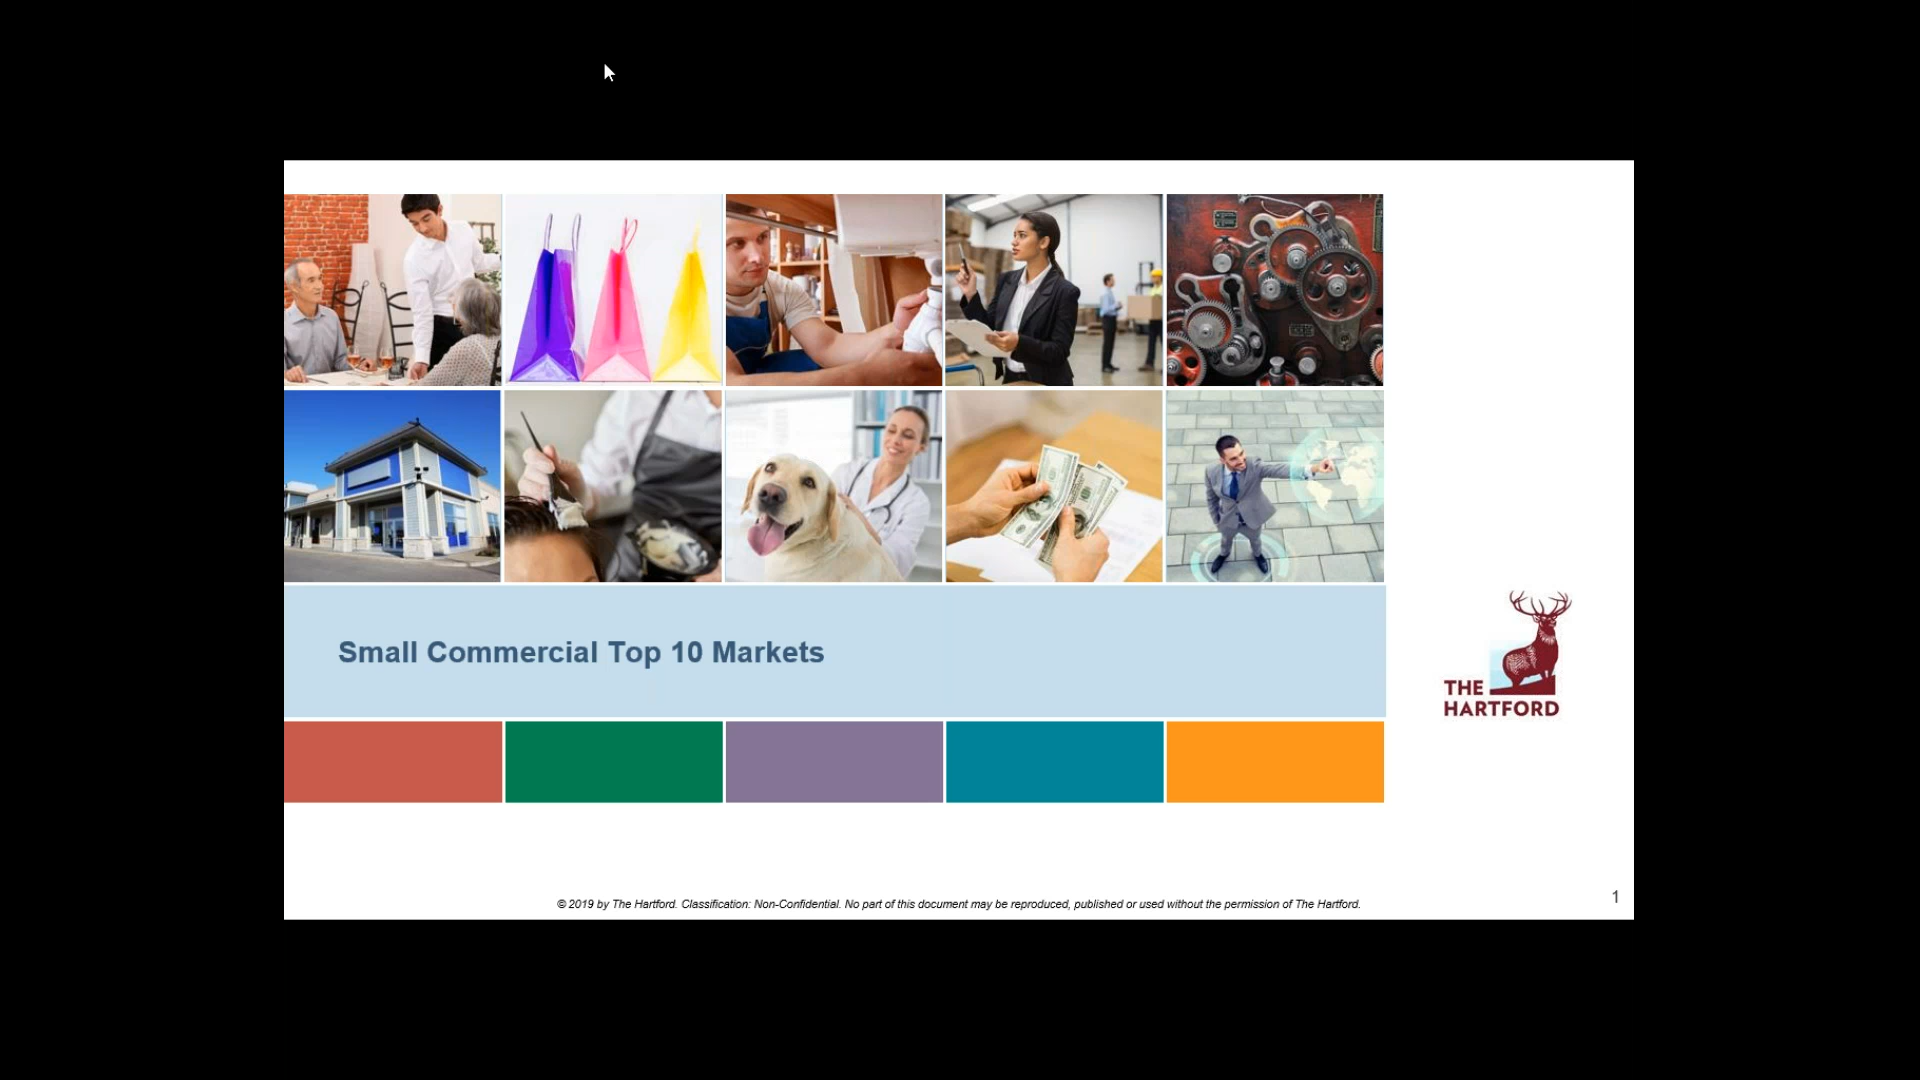 Small Commercial Top 10 Markets
THE
HARTFORD
© 2019 by The Hartford. Classification: Non-Confidential. No part of this document may be reproduced, published or used without the permission of The Hartford.
1